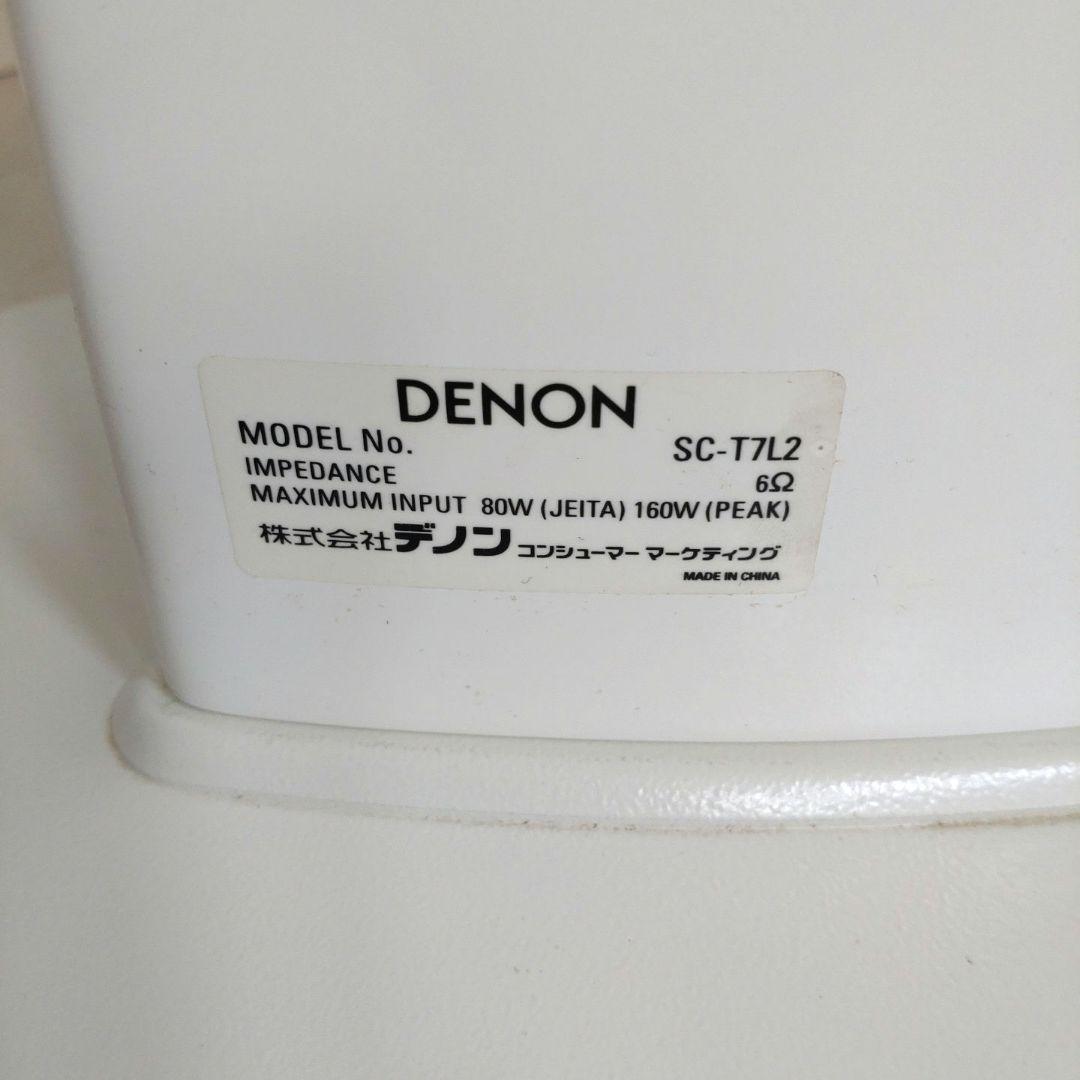 DENON
MODEL No. SC-T7L2
IMPEDANCE 6Ω
MAXIMUM INPUT 80W (JEITA) 160W (PEAK)
株式会社デノン コンシューマー マーケティング
MADE IN CHINA